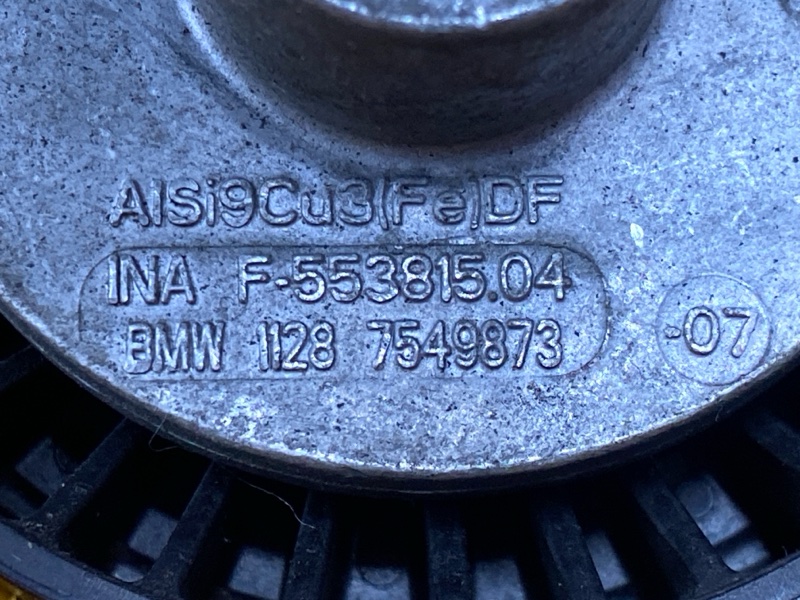 AlSi9Cu3(Fe)DF
INA F-553815.04
BMW 1128 7549873
-07